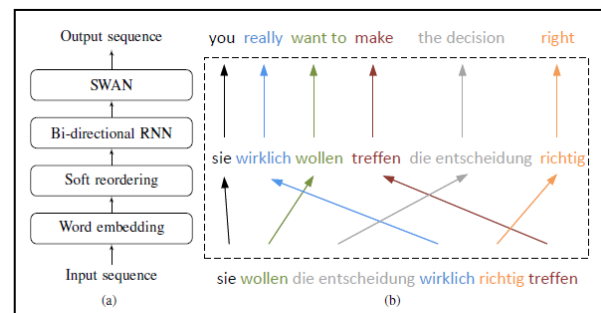 Output sequence
SWAN
Bi-directional RNN
Soft reordering
Word embedding
Input sequence
(a)
you really want to make the decision right
sie wirklich wollen treffen die entscheidung richtig
sie wollen die entscheidung wirklich richtig treffen
(b)